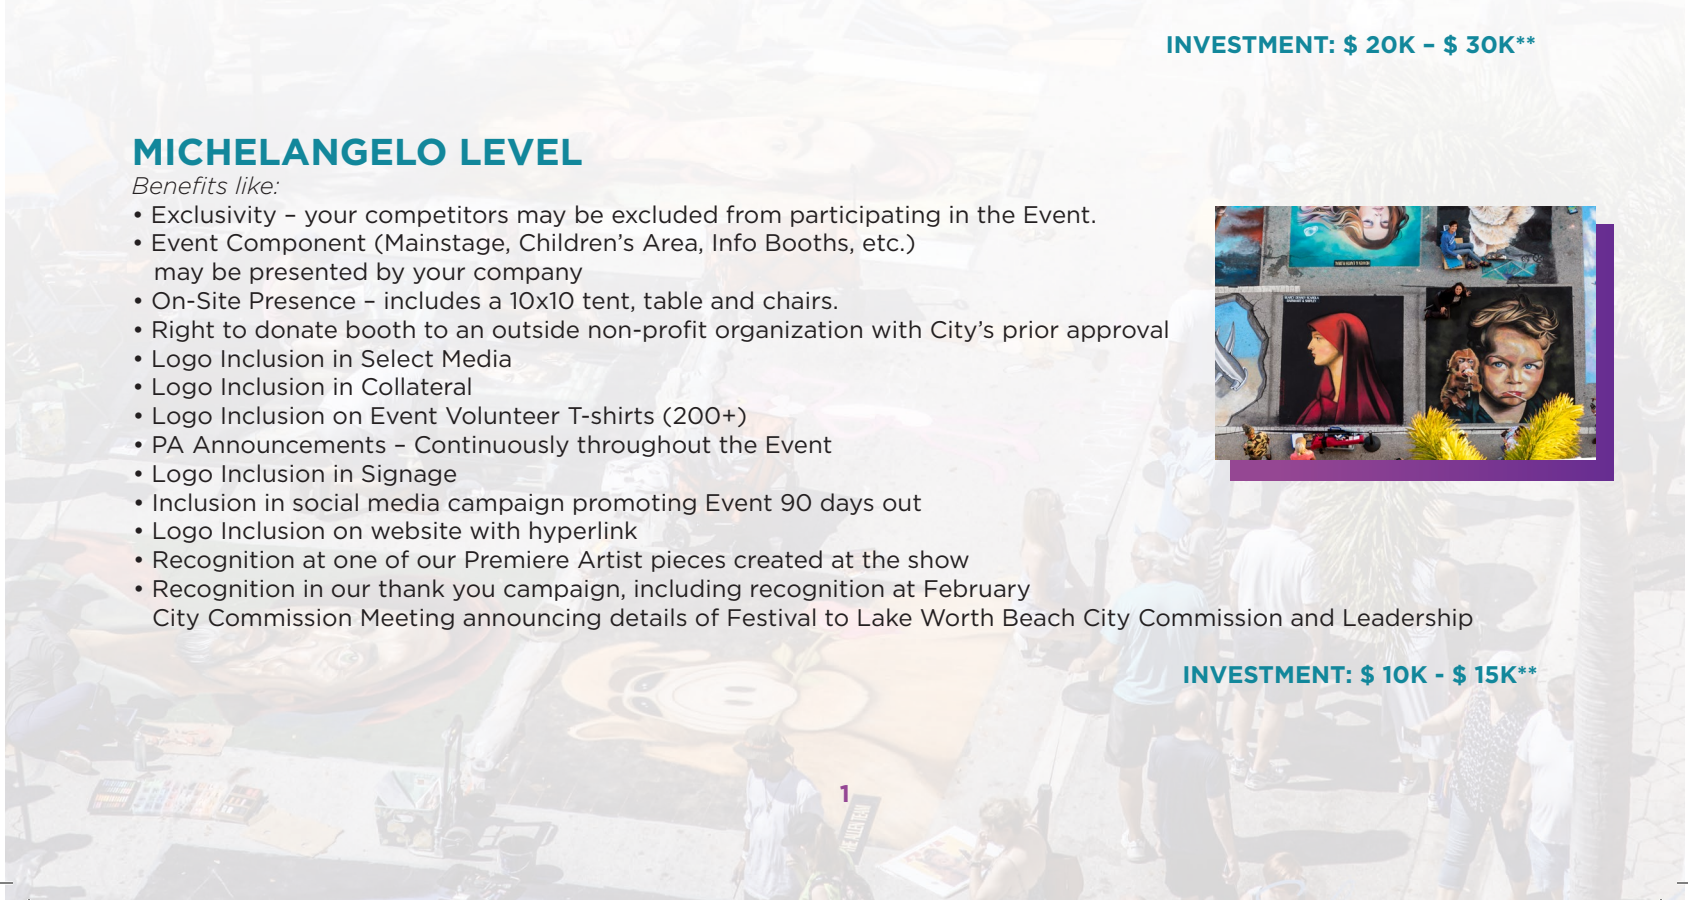 INVESTMENT: $ 20K – $ 30K**
MICHELANGELO LEVEL
Benefits like:
• Exclusivity – your competitors may be excluded from participating in the Event.
• Event Component (Mainstage, Children’s Area, Info Booths, etc.)
may be presented by your company
• On-Site Presence – includes a 10x10 tent, table and chairs.
• Right to donate booth to an outside non-profit organization with City’s prior approval
• Logo Inclusion in Select Media
• Logo Inclusion in Collateral
• Logo Inclusion on Event Volunteer T-shirts (200+)
• PA Announcements – Continuously throughout the Event
• Logo Inclusion in Signage
• Inclusion in social media campaign promoting Event 90 days out
• Logo Inclusion on website with hyperlink
• Recognition at one of our Premiere Artist pieces created at the show
• Recognition in our thank you campaign, including recognition at February
City Commission Meeting announcing details of Festival to Lake Worth Beach City Commission and Leadership
INVESTMENT: $ 10K - $ 15K**
1